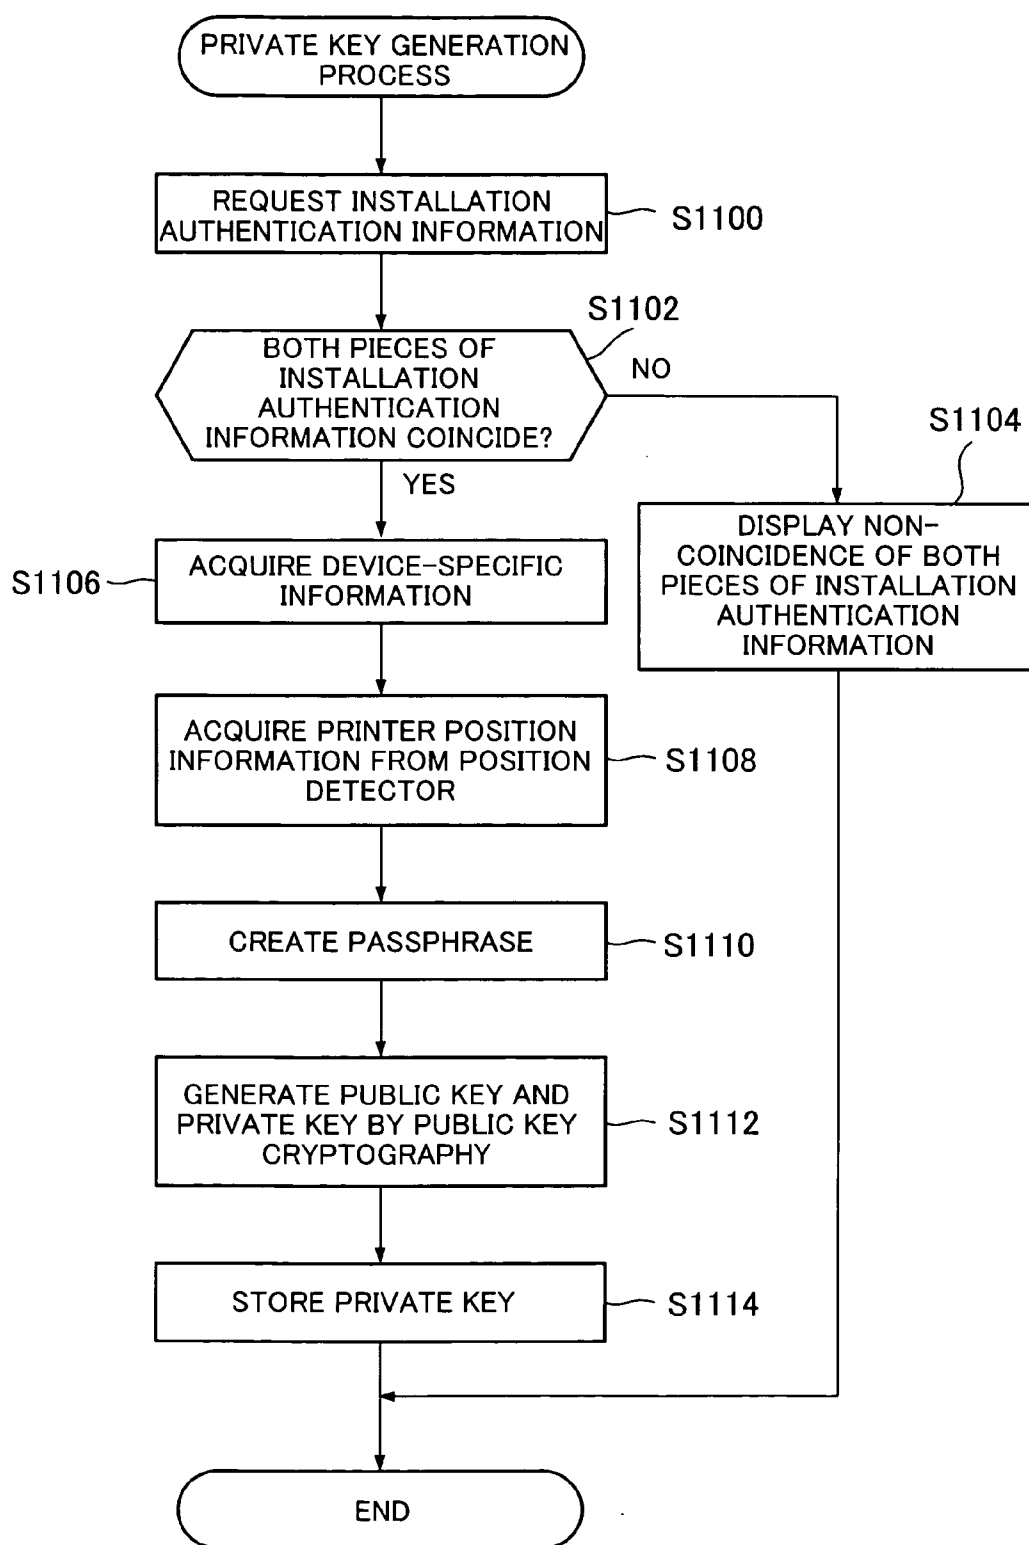 PRIVATE KEY GENERATION
PROCESS
REQUEST INSTALLATION
AUTHENTICATION INFORMATION
S1100
S1102
BOTH PIECES OF
INSTALLATION
AUTHENTICATION
INFORMATION COINCIDE?
NO
YES
S1104
DISPLAY NON-
COINCIDENCE OF BOTH
PIECES OF INSTALLATION
AUTHENTICATION
INFORMATION
S1106
ACQUIRE DEVICE-SPECIFIC
INFORMATION
ACQUIRE PRINTER POSITION
INFORMATION FROM POSITION
DETECTOR
S1108
CREATE PASSPHRASE
S1110
GENERATE PUBLIC KEY AND
PRIVATE KEY BY PUBLIC KEY
CRYPTOGRAPHY
S1112
STORE PRIVATE KEY
S1114
END